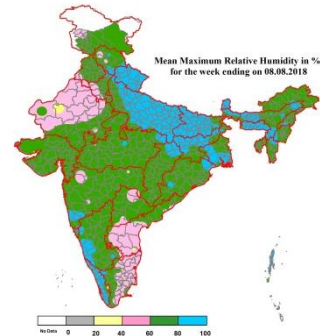 Mean Maximum Relative Humidity in %
for the week ending on 08.08.2018
No Data 0 20 40 60 80 100